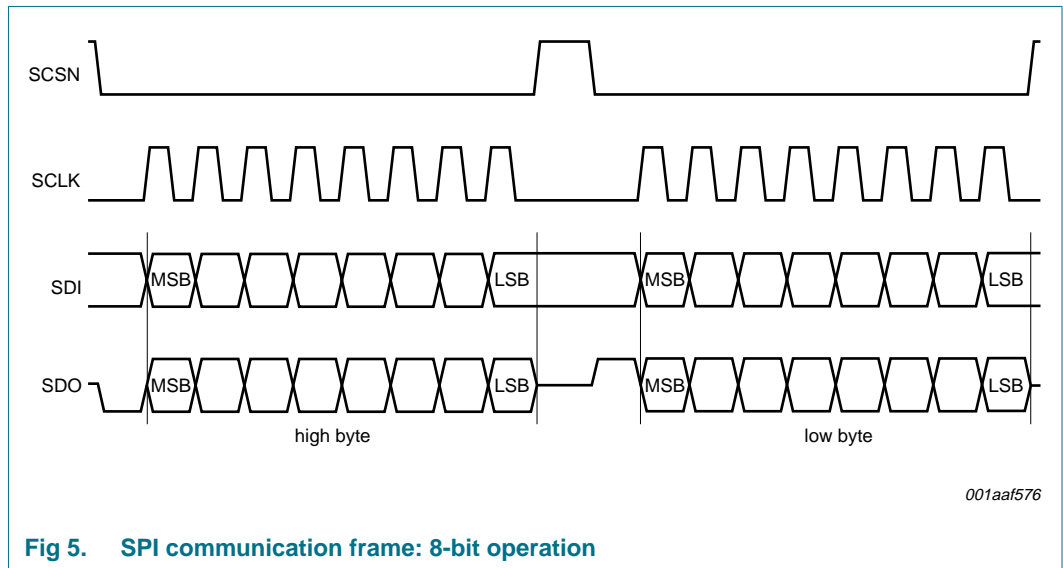 SCSN
SCLK
SDI MSB LSB MSB LSB
SDO MSB LSB MSB LSB
high byte low byte
001aaf576
Fig 5. SPI communication frame: 8-bit operation